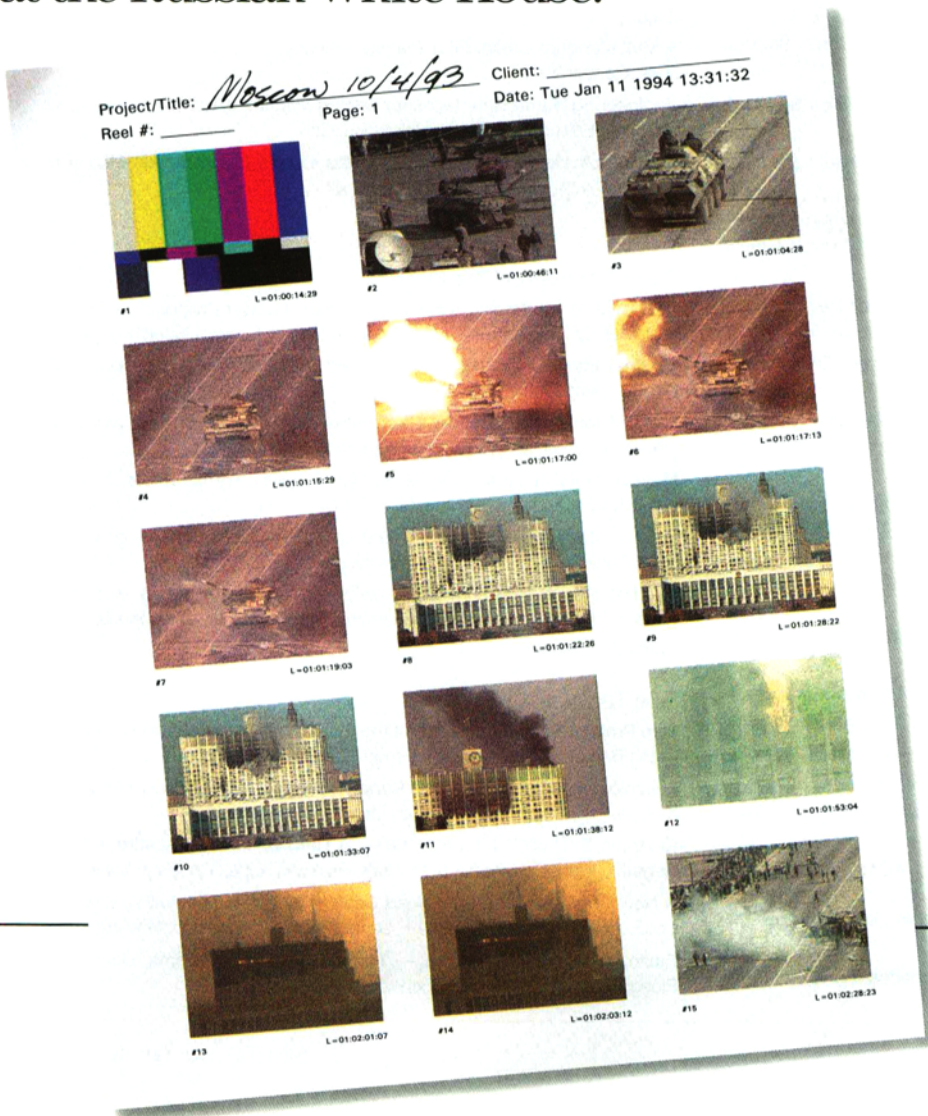 at the Russian White House.
Project/Title: Moscow 10/4/93 Client:
Reel #: Page: 1 Date: Tue Jan 11 1994 13:31:32
#1 L=01:00:14:29
#2 L=01:00:46:11
#3 L=01:01:04:28
#4 L=01:01:15:29
#5 L=01:01:17:00
#6 L=01:01:17:13
#7 L=01:01:19:03
#8 L=01:01:22:26
#9 L=01:01:28:22
#10 L=01:01:33:07
#11 L=01:01:38:12
#12 L=01:01:53:04
#13 L=01:02:01:07
#14 L=01:02:03:12
#15 L=01:02:28:23